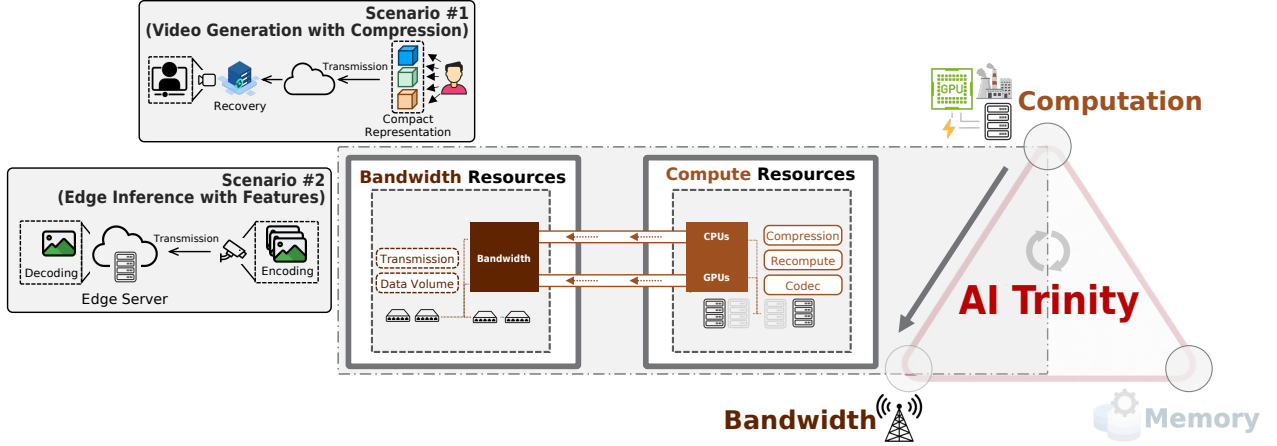 Scenario #1
(Video Generation with Compression)
Transmission
Recovery
Compact
Representation
Scenario #2
(Edge Inference with Features)
Transmission
Decoding
Encoding
Edge Server
Bandwidth Resources
Transmission
Data Volume
Bandwidth
Compute Resources
CPUs
GPUs
Compression
Recompute
Codec
GPU
Computation
AI Trinity
Bandwidth
Memory